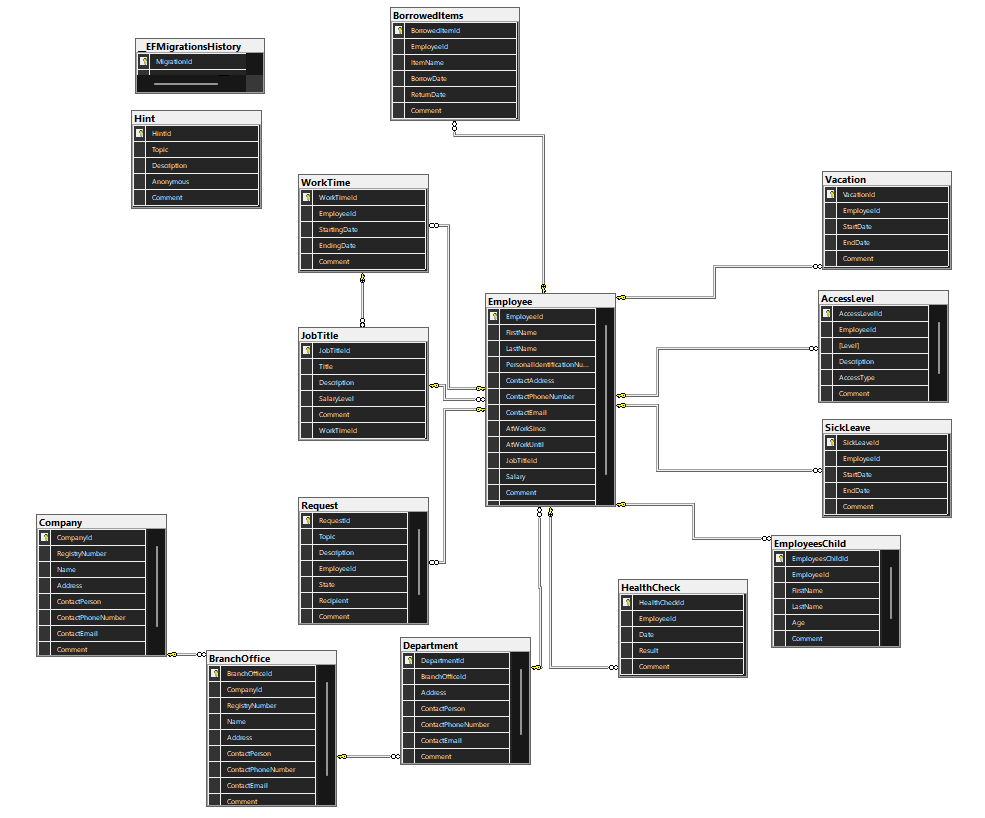 BorrowedItems
BorrowedItemId
EmployeeId
ItemName
BorrowDate
ReturnDate
Comment
__EFMigrationsHistory
MigrationId
Hint
HintId
Topic
Description
Anonymous
Comment
WorkTime
WorkTimeId
EmployeeId
StartingDate
EndingDate
Comment
Vacation
VacationId
EmployeeId
StartDate
EndDate
Comment
Employee
EmployeeId
FirstName
LastName
PersonalIdentificationNu...
ContactAddress
ContactPhoneNumber
ContactEmail
AtWorkSince
AtWorkUntil
JobTitleId
Salary
Comment
AccessLevel
AccessLevelId
EmployeeId
[Level]
Description
AccessType
Comment
JobTitle
JobTitleId
Title
Description
SalaryLevel
Comment
WorkTimeId
SickLeave
SickLeaveId
EmployeeId
StartDate
EndDate
Comment
Request
RequestId
Topic
Description
EmployeeId
State
Recipient
Comment
Company
CompanyId
RegistryNumber
Name
Address
ContactPerson
ContactPhoneNumber
ContactEmail
Comment
EmployeesChild
EmployeesChildId
EmployeeId
FirstName
LastName
Age
Comment
HealthCheck
HealthCheckId
EmployeeId
Date
Result
Comment
Department
DepartmentId
BranchOfficeId
Address
ContactPerson
ContactPhoneNumber
ContactEmail
Comment
BranchOffice
BranchOfficeId
CompanyId
RegistryNumber
Name
Address
ContactPerson
ContactPhoneNumber
ContactEmail
Comment